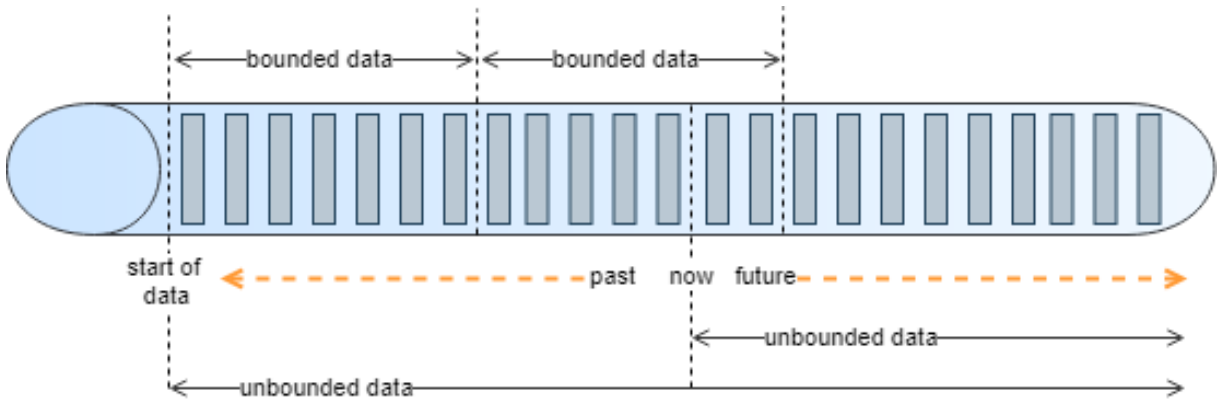 bounded data
bounded data
start of
data
past
now
future
unbounded data
unbounded data